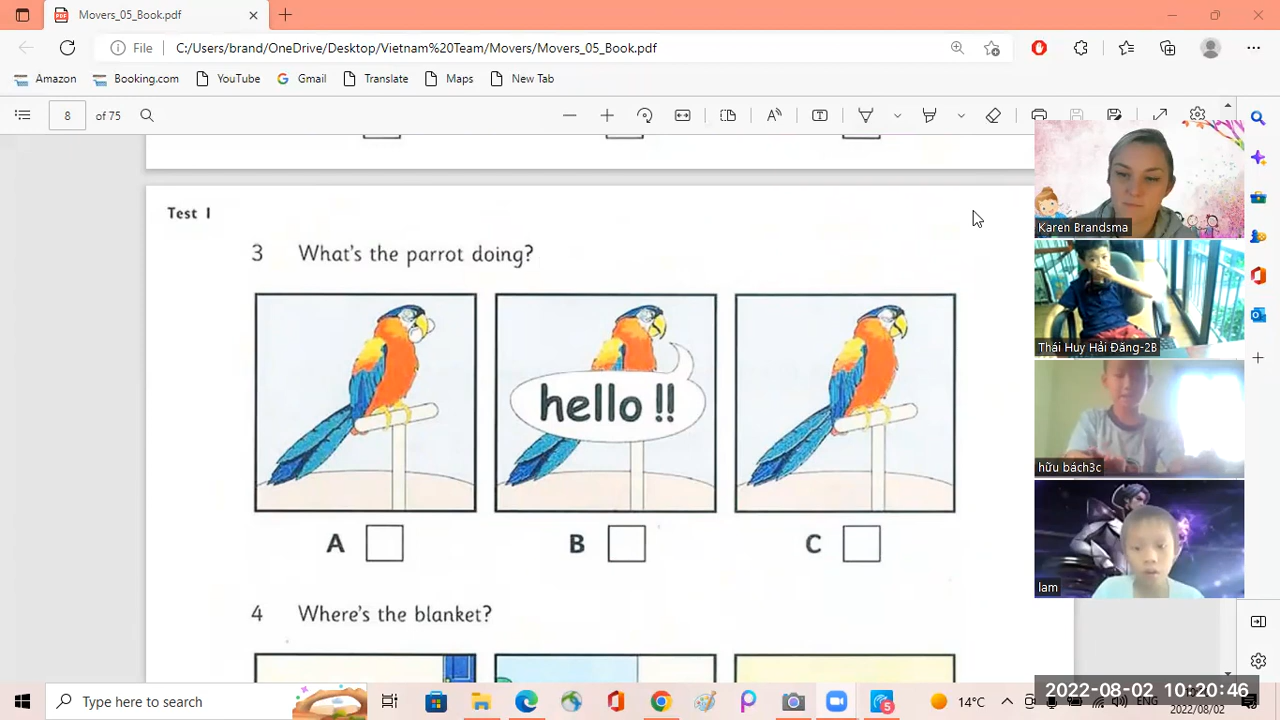 Movers_05_Book.pdf
File C:/Users/brand/OneDrive/Desktop/Vietnam%20Team/Movers/Movers_05_Book.pdf
Amazon Booking.com YouTube Gmail Translate Maps New Tab
8 of 75
Test 1
3 What's the parrot doing?
hello !!
A B C
4 Where's the blanket?
Karen Brandsma
Thái Huy Hải Đăng-2B
hữu bách3c
lam
Type here to search
14°C
ENG
2022-08-02 10:20:46
2022/08/02